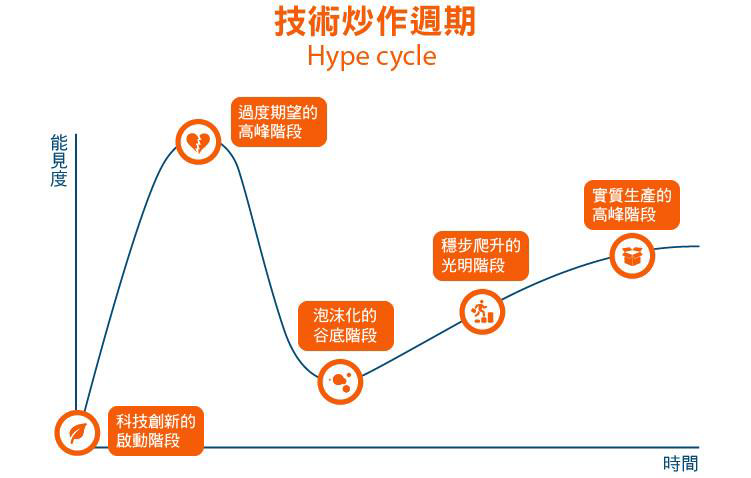 技術炒作週期
Hype cycle
能見度
過度期望的
高峰階段
實質生產的
高峰階段
穩步爬升的
光明階段
泡沫化的
谷底階段
科技創新的
啟動階段
時間